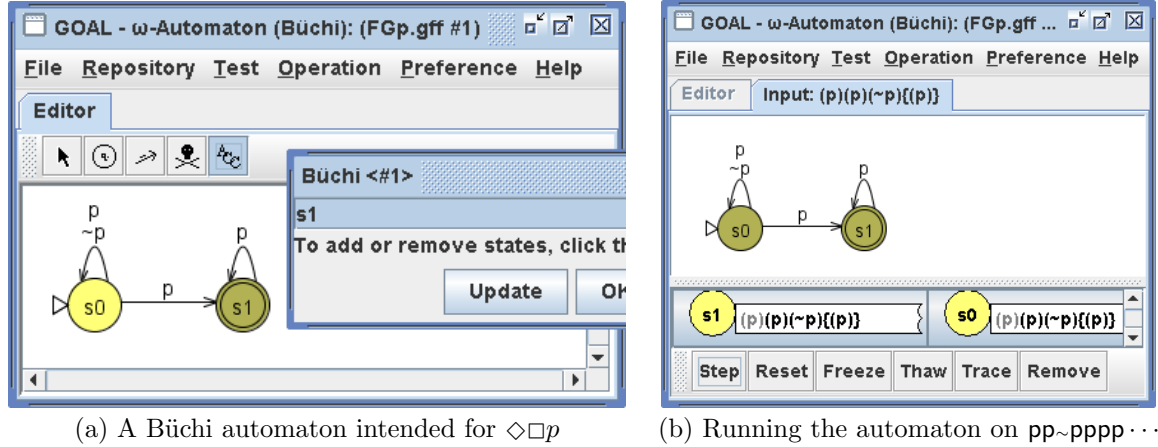 GOAL - ω-Automaton (Büchi): (FGp.gff #1)
File Repository Test Operation Preference Help
Editor
Acc
Büchi <#1>
s1
To add or remove states, click th
Update OK
p
~p
p
s0
p
s1
(a) A Büchi automaton intended for ◇□p
GOAL - ω-Automaton (Büchi): (FGp.gff ...
File Repository Test Operation Preference Help
Editor Input: (p)(p)(~p){(p)}
p
~p
p
s0
p
s1
s1 (p)(p)(~p){(p)} s0 (p)(p)(~p){(p)}
Step Reset Freeze Thaw Trace Remove
(b) Running the automaton on pp~pppp···